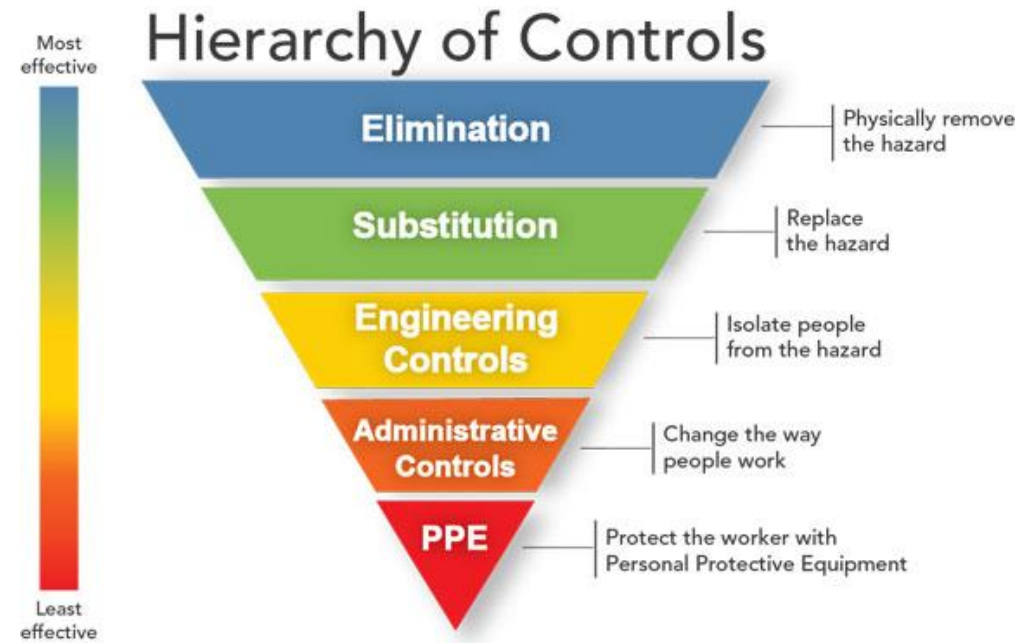 Hierarchy of Controls
Most
effective
Elimination
Physically remove
the hazard
Substitution
Replace
the hazard
Engineering
Controls
Isolate people
from the hazard
Administrative
Controls
Change the way
people work
PPE
Protect the worker with
Personal Protective Equipment
Least
effective